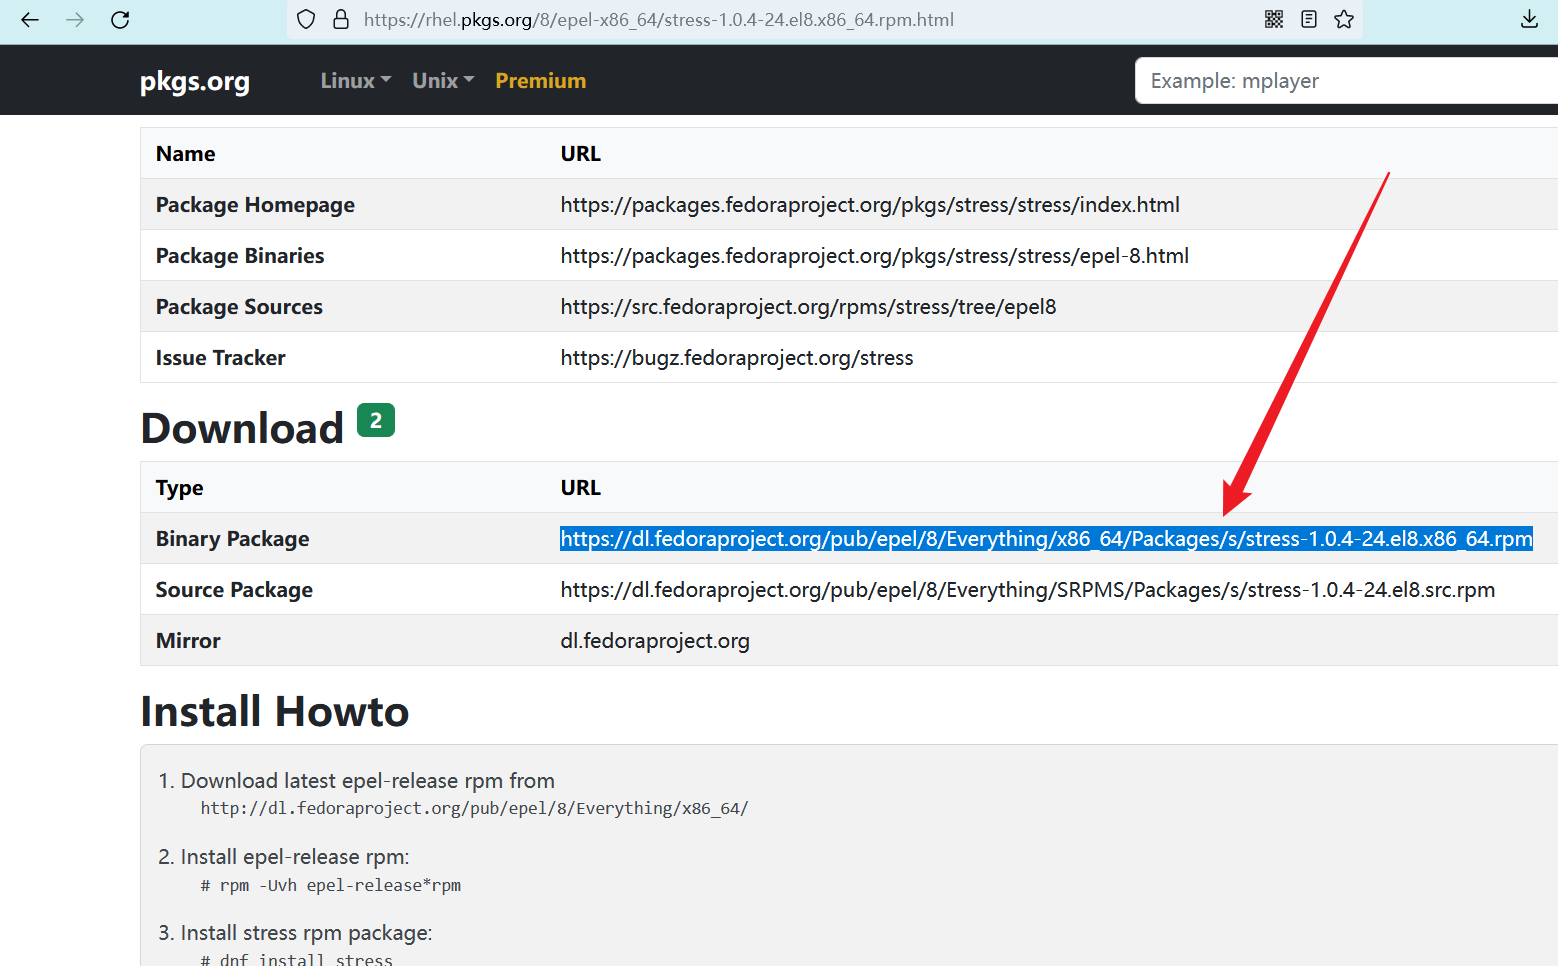 https://rhel.pkgs.org/8/epel-x86_64/stress-1.0.4-24.el8.x86_64.rpm.html
pkgs.org Linux Unix Premium Example: mplayer
Name URL
Package Homepage https://packages.fedoraproject.org/pkgs/stress/stress/index.html
Package Binaries https://packages.fedoraproject.org/pkgs/stress/stress/epel-8.html
Package Sources https://src.fedoraproject.org/rpms/stress/tree/epel8
Issue Tracker https://bugz.fedoraproject.org/stress
Download 2
Type URL
Binary Package https://dl.fedoraproject.org/pub/epel/8/Everything/x86_64/Packages/s/stress-1.0.4-24.el8.x86_64.rpm
Source Package https://dl.fedoraproject.org/pub/epel/8/Everything/SRPMS/Packages/s/stress-1.0.4-24.el8.src.rpm
Mirror dl.fedoraproject.org
Install Howto
1. Download latest epel-release rpm from
http://dl.fedoraproject.org/pub/epel/8/Everything/x86_64/
2. Install epel-release rpm:
# rpm -Uvh epel-release*rpm
3. Install stress rpm package:
# dnf install stress